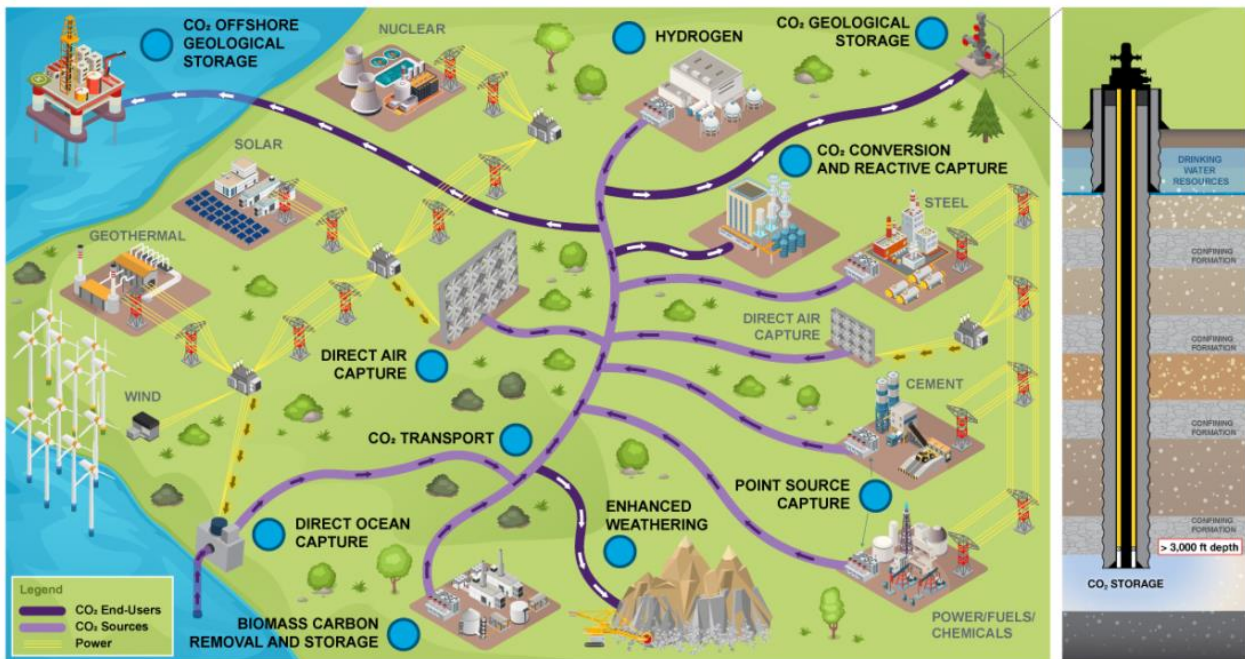 CO₂ OFFSHORE
GEOLOGICAL
STORAGE
NUCLEAR
HYDROGEN
CO₂ GEOLOGICAL
STORAGE
SOLAR
CO₂ CONVERSION
AND REACTIVE CAPTURE
STEEL
GEOTHERMAL
DIRECT AIR
CAPTURE
DIRECT AIR
CAPTURE
WIND
CEMENT
CO₂ TRANSPORT
POINT SOURCE
CAPTURE
DIRECT OCEAN
CAPTURE
ENHANCED
WEATHERING
BIOMASS CARBON
REMOVAL AND STORAGE
POWER/FUELS/
CHEMICALS
Legend
CO₂ End-Users
CO₂ Sources
Power
DRINKING
WATER
RESOURCES
CONFINING
FORMATION
CONFINING
FORMATION
CONFINING
FORMATION
CONFINING
FORMATION
> 3,000 ft depth
CO₂ STORAGE